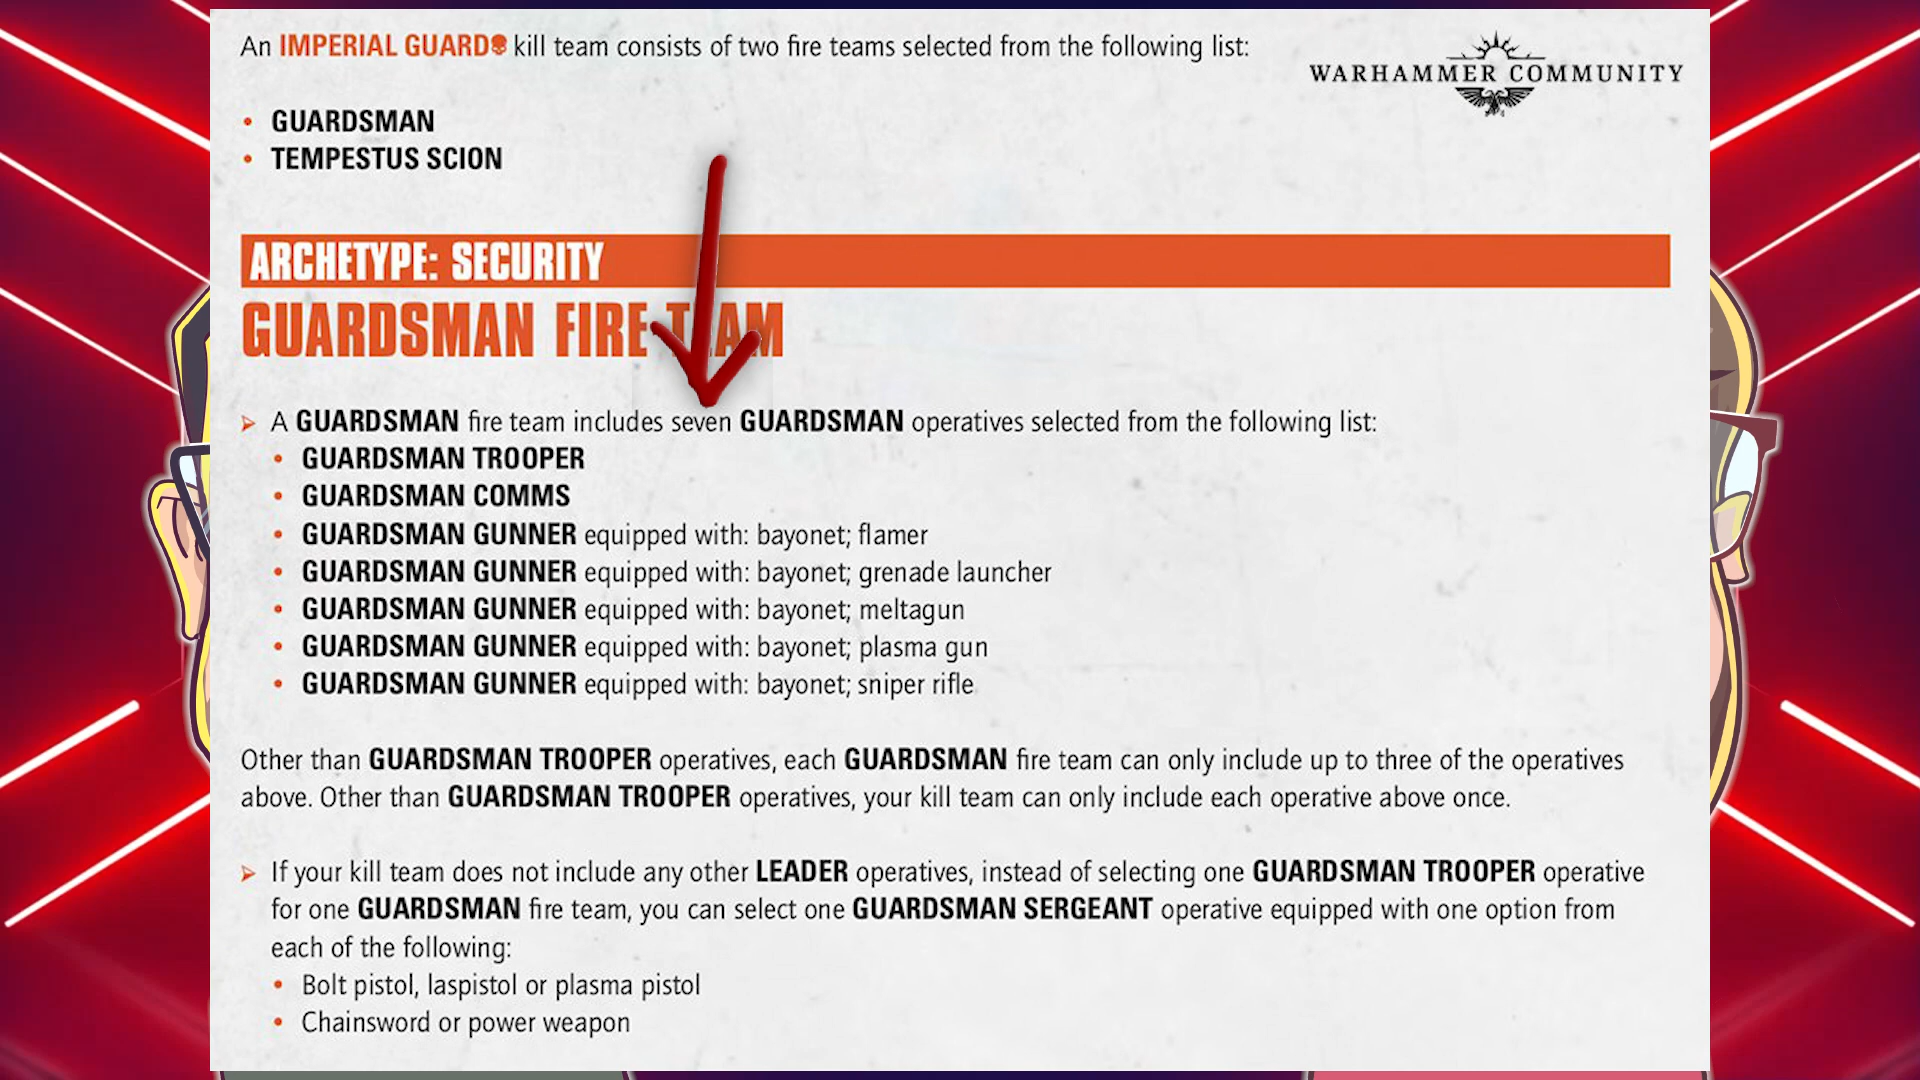 An IMPERIAL GUARD kill team consists of two fire teams selected from the following list:
WARHAMMER COMMUNITY
• GUARDSMAN
• TEMPESTUS SCION
ARCHETYPE: SECURITY
GUARDSMAN FIRE TEAM
➢ A GUARDSMAN fire team includes seven GUARDSMAN operatives selected from the following list:
• GUARDSMAN TROOPER
• GUARDSMAN COMMS
• GUARDSMAN GUNNER equipped with: bayonet; flamer
• GUARDSMAN GUNNER equipped with: bayonet; grenade launcher
• GUARDSMAN GUNNER equipped with: bayonet; meltagun
• GUARDSMAN GUNNER equipped with: bayonet; plasma gun
• GUARDSMAN GUNNER equipped with: bayonet; sniper rifle
Other than GUARDSMAN TROOPER operatives, each GUARDSMAN fire team can only include up to three of the operatives
above. Other than GUARDSMAN TROOPER operatives, your kill team can only include each operative above once.
➢ If your kill team does not include any other LEADER operatives, instead of selecting one GUARDSMAN TROOPER operative
for one GUARDSMAN fire team, you can select one GUARDSMAN SERGEANT operative equipped with one option from
each of the following:
• Bolt pistol, laspistol or plasma pistol
• Chainsword or power weapon